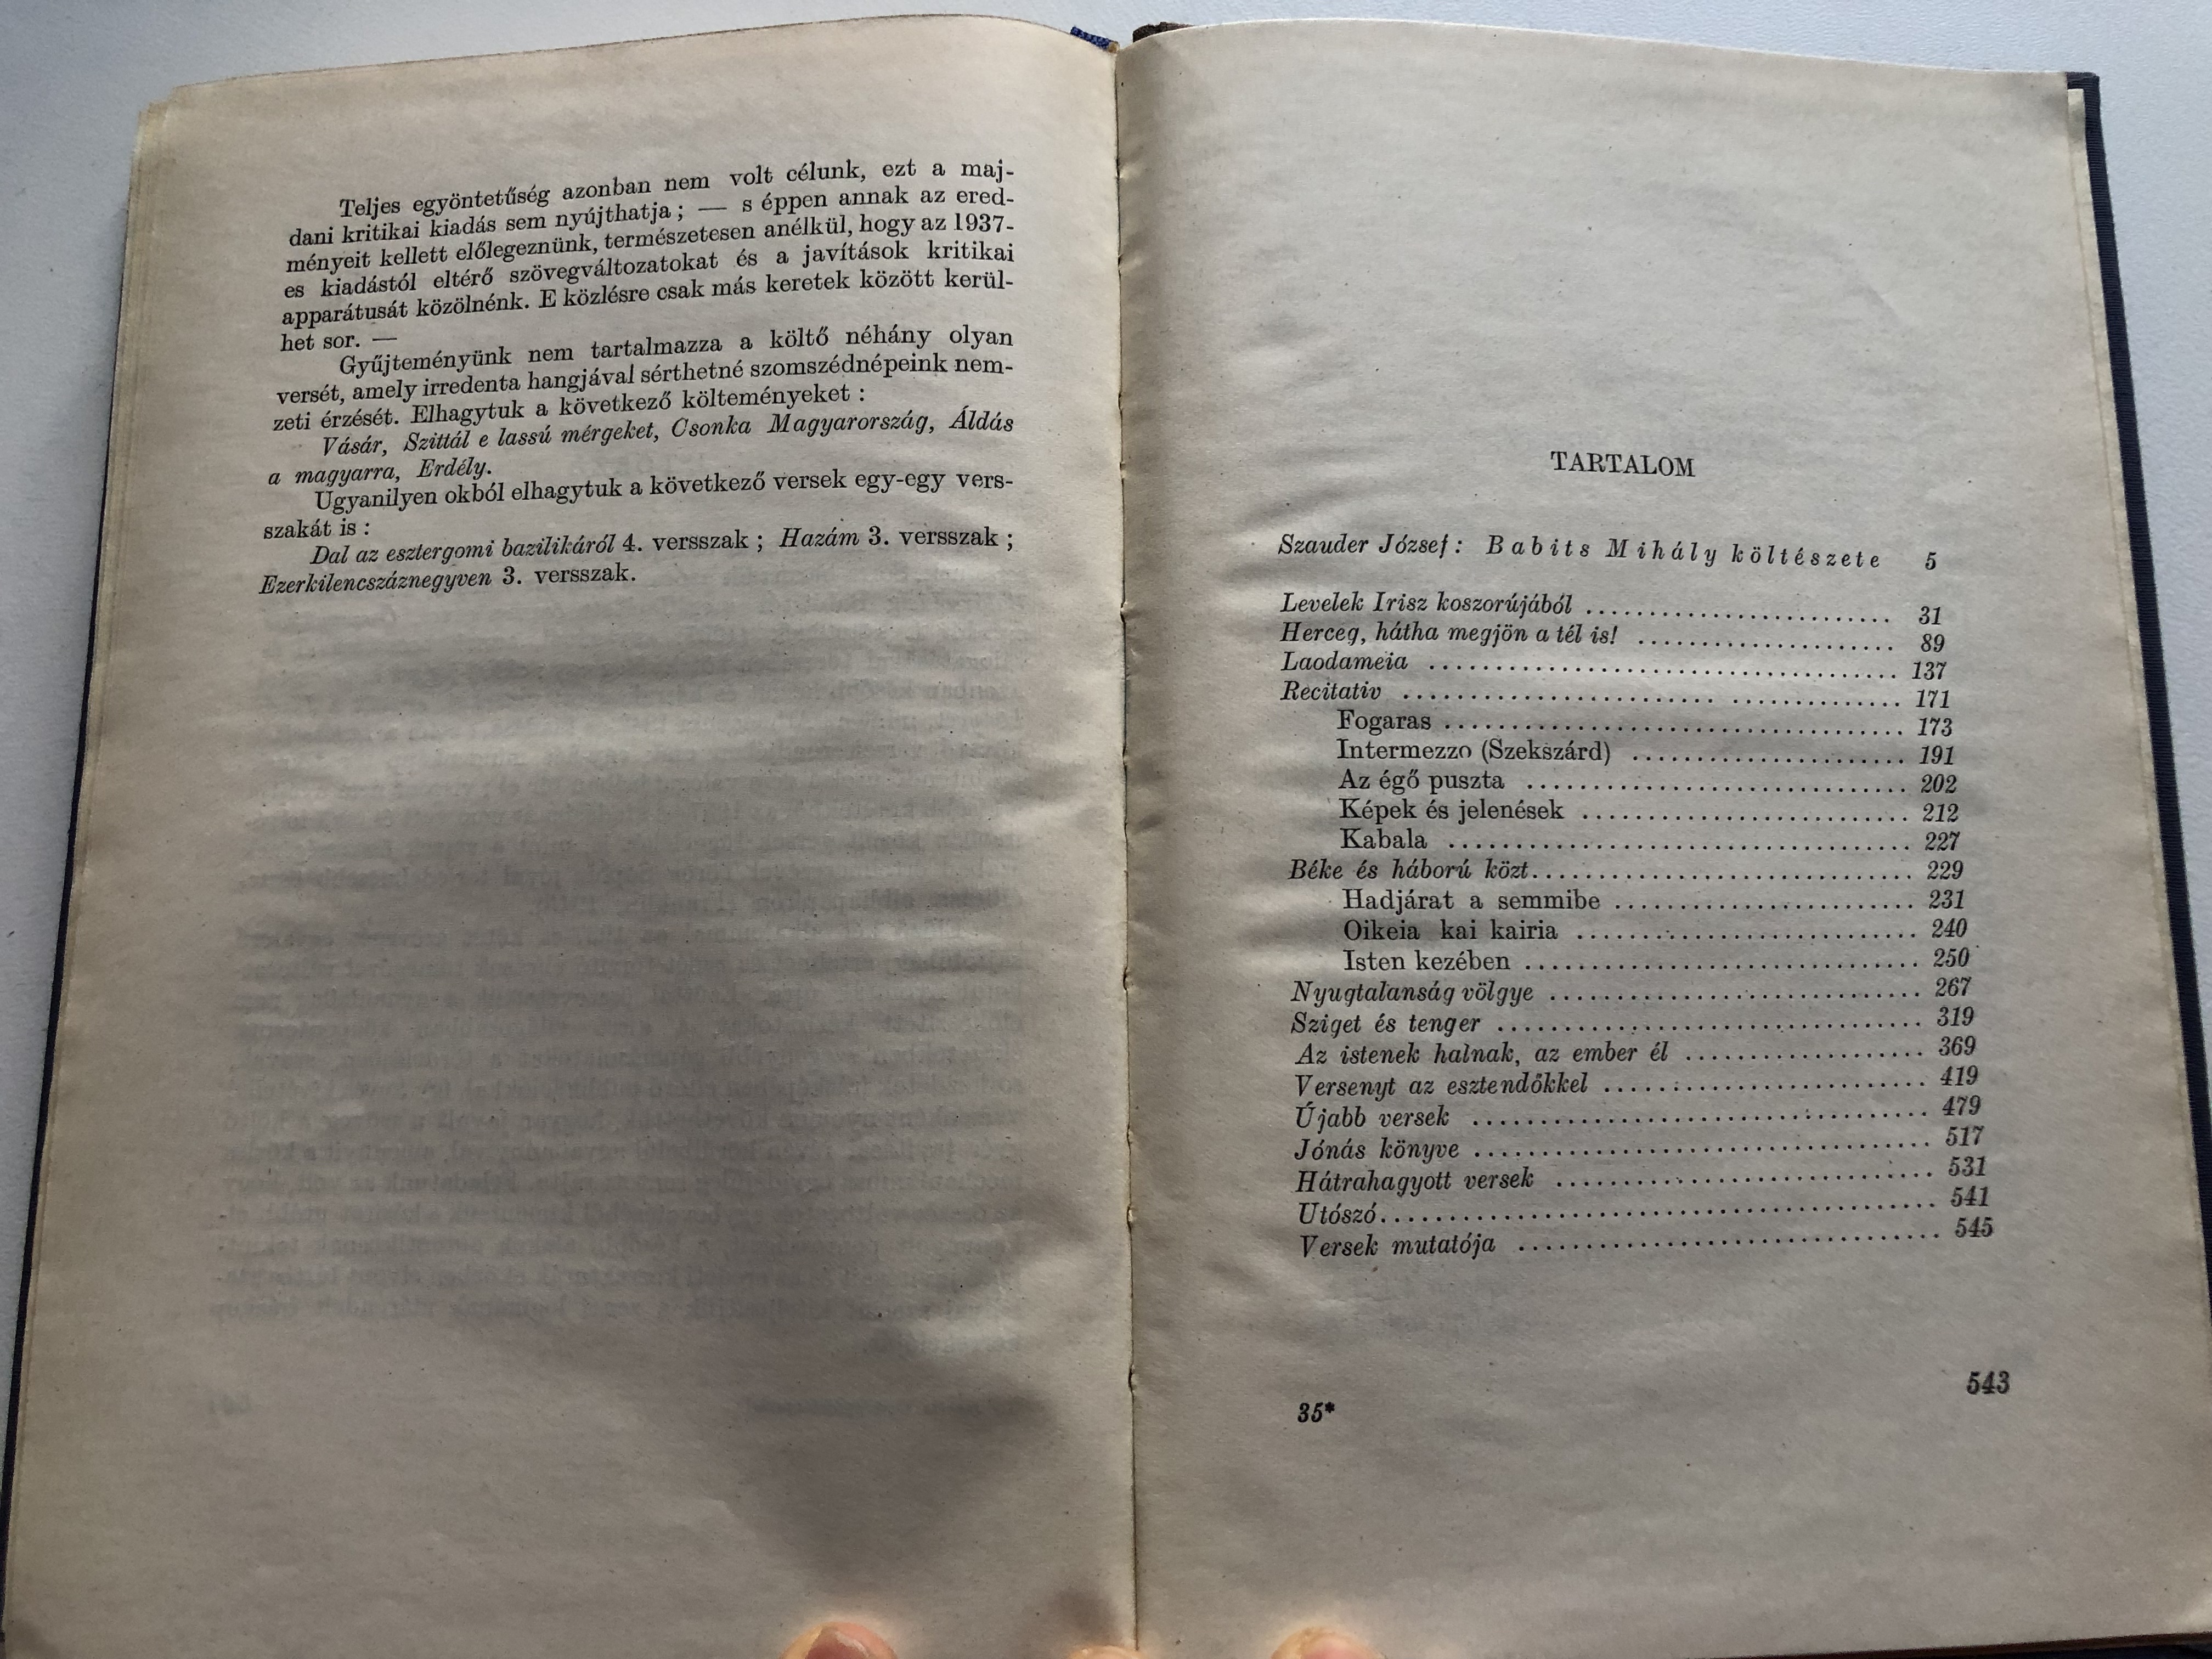 Teljes egyöntetűség azonban nem volt célunk, ezt a maj-
dani kritikai kiadás sem nyújthatja ; — s éppen annak az ered-
ményeit kellett előlegeznünk, természetesen anélkül, hogy az 1937-
es kiadástól eltérő szövegváltozatokat és a javítások kritikai
apparátusát közölnénk. E közlésre csak más keretek között kerül-
het sor. —
Gyűjteményünk nem tartalmazza a költő néhány olyan
versét, amely irredenta hangjával sérthetné szomszédnépeink nem-
zeti érzését. Elhagytuk a következő költeményeket :
Vásár, Szittál e lassú mérgeket, Csonka Magyarország, Áldás
a magyarra, Erdély.
Ugyanilyen okból elhagytuk a következő versek egy-egy vers-
szakát is :
Dal az esztergomi bazilikáról 4. versszak ; Hazám 3. versszak ;
Ezerkilencszáznegyven 3. versszak.
TARTALOM
Szauder József : Babits Mihály költészete 5
Levelek Irisz koszorújából .............................. 31
Herceg, hátha megjön a tél is! ......................... 89
Laodameia ............................................. 137
Recitativ ............................................... 171
Fogaras ............................................ 173
Intermezzo (Szekszárd) .......................... 191
Az égő puszta .................................... 202
Képek és jelenések ............................... 212
Kabala ............................................ 227
Béke és háború közt.................................... 229
Hadjárat a semmibe ............................. 231
Oikeia kai kairia ................................. 240
Isten kezében ..................................... 250
Nyugtalanság völgye ................................... 267
Sziget és tenger ........................................ 319
Az istenek halnak, az ember él ....................... 369
Versenyt az esztendőkkel .............................. 419
Újabb versek ........................................... 479
Jónás könyve ........................................... 517
Hátrahagyott versek .................................... 531
Utószó..................................................... 541
Versek mutatója ........................................ 545
543
35*